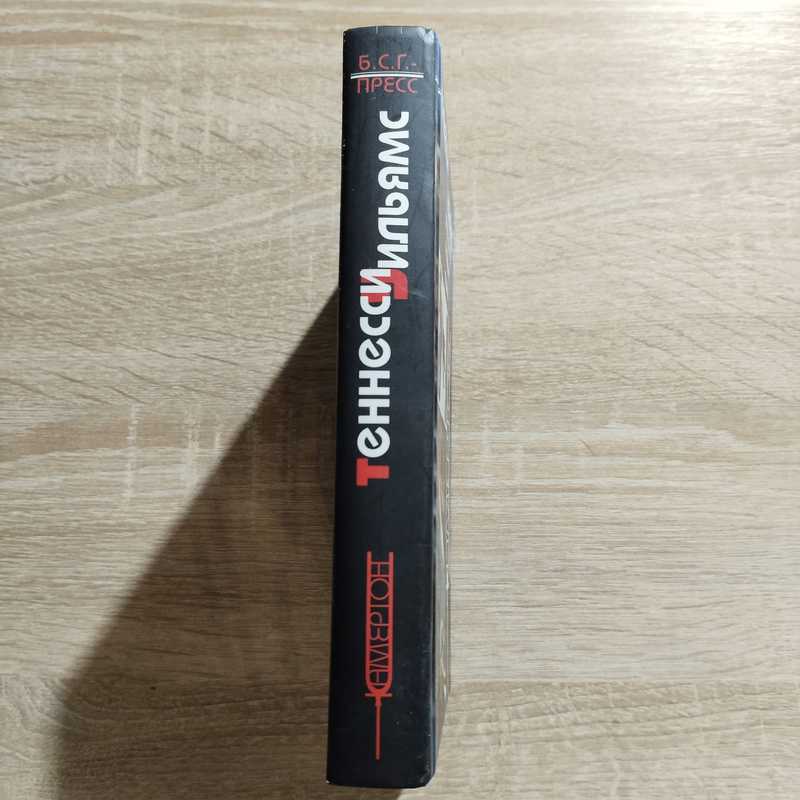 Б.С.Г.-
ПРЕСС
Теннесси
Уильямс
КАМЕРТОН